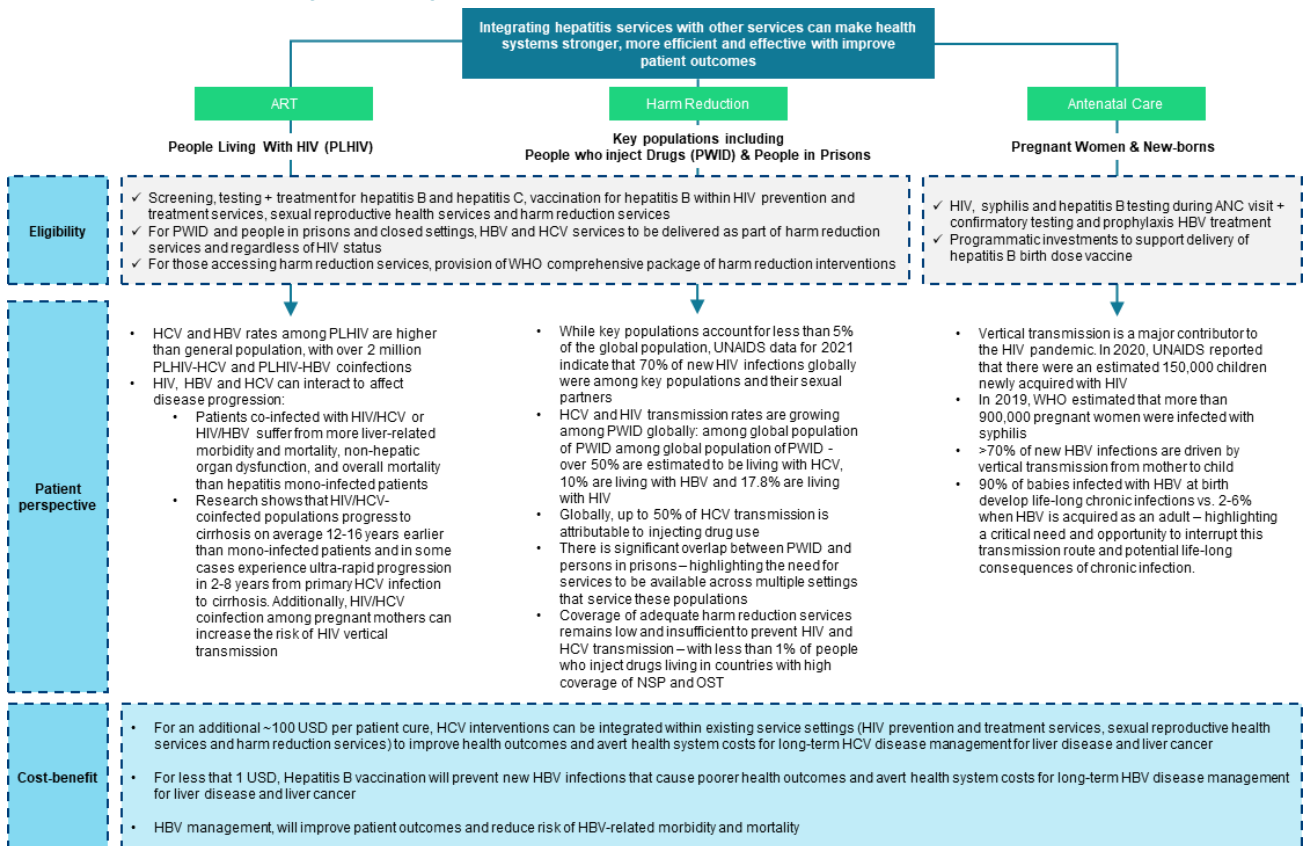 Integrating hepatitis services with other services can make health
systems stronger, more efficient and effective with improve
patient outcomes
ART
Harm Reduction
Antenatal Care
People Living With HIV (PLHIV)
Key populations including
People who inject Drugs (PWID) & People in Prisons
Pregnant Women & New-borns
Eligibility
✓ Screening, testing + treatment for hepatitis B and hepatitis C, vaccination for hepatitis B within HIV prevention and
treatment services, sexual reproductive health services and harm reduction services
✓ For PWID and people in prisons and closed settings, HBV and HCV services to be delivered as part of harm reduction
services and regardless of HIV status
✓ For those accessing harm reduction services, provision of WHO comprehensive package of harm reduction interventions
✓ HIV, syphilis and hepatitis B testing during ANC visit +
confirmatory testing and prophylaxis HBV treatment
✓ Programmatic investments to support delivery of
hepatitis B birth dose vaccine
Patient
perspective
• HCV and HBV rates among PLHIV are higher
than general population, with over 2 million
PLHIV-HCV and PLHIV-HBV coinfections
• HIV, HBV and HCV can interact to affect
disease progression:
• Patients co-infected with HIV/HCV or
HIV/HBV suffer from more liver-related
morbidity and mortality, non-hepatic
organ dysfunction, and overall mortality
than hepatitis mono-infected patients
• Research shows that HIV/HCV-
coinfected populations progress to
cirrhosis on average 12-16 years earlier
than mono-infected patients and in some
cases experience ultra-rapid progression
in 2-8 years from primary HCV infection
to cirrhosis. Additionally, HIV/HCV
coinfection among pregnant mothers can
increase the risk of HIV vertical
transmission
• While key populations account for less than 5%
of the global population, UNAIDS data for 2021
indicate that 70% of new HIV infections globally
were among key populations and their sexual
partners
• HCV and HIV transmission rates are growing
among PWID globally: among global population
of PWID among global population of PWID -
over 50% are estimated to be living with HCV,
10% are living with HBV and 17.8% are living
with HIV
• Globally, up to 50% of HCV transmission is
attributable to injecting drug use
• There is significant overlap between PWID and
persons in prisons – highlighting the need for
services to be available across multiple settings
that service these populations
• Coverage of adequate harm reduction services
remains low and insufficient to prevent HIV and
HCV transmission – with less than 1% of people
who inject drugs living in countries with high
coverage of NSP and OST
• Vertical transmission is a major contributor to
the HIV pandemic. In 2020, UNAIDS reported
that there were an estimated 150,000 children
newly acquired with HIV
• In 2019, WHO estimated that more than
900,000 pregnant women were infected with
syphilis
• >70% of new HBV infections are driven by
vertical transmission from mother to child
• 90% of babies infected with HBV at birth
develop life-long chronic infections vs. 2-6%
when HBV is acquired as an adult – highlighting
a critical need and opportunity to interrupt this
transmission route and potential life-long
consequences of chronic infection.
Cost-benefit
• For an additional ~100 USD per patient cure, HCV interventions can be integrated within existing service settings (HIV prevention and treatment services, sexual reproductive health
services and harm reduction services) to improve health outcomes and avert health system costs for long-term HCV disease management for liver disease and liver cancer
• For less that 1 USD, Hepatitis B vaccination will prevent new HBV infections that cause poorer health outcomes and avert health system costs for long-term HBV disease management
for liver disease and liver cancer
• HBV management, will improve patient outcomes and reduce risk of HBV-related morbidity and mortality